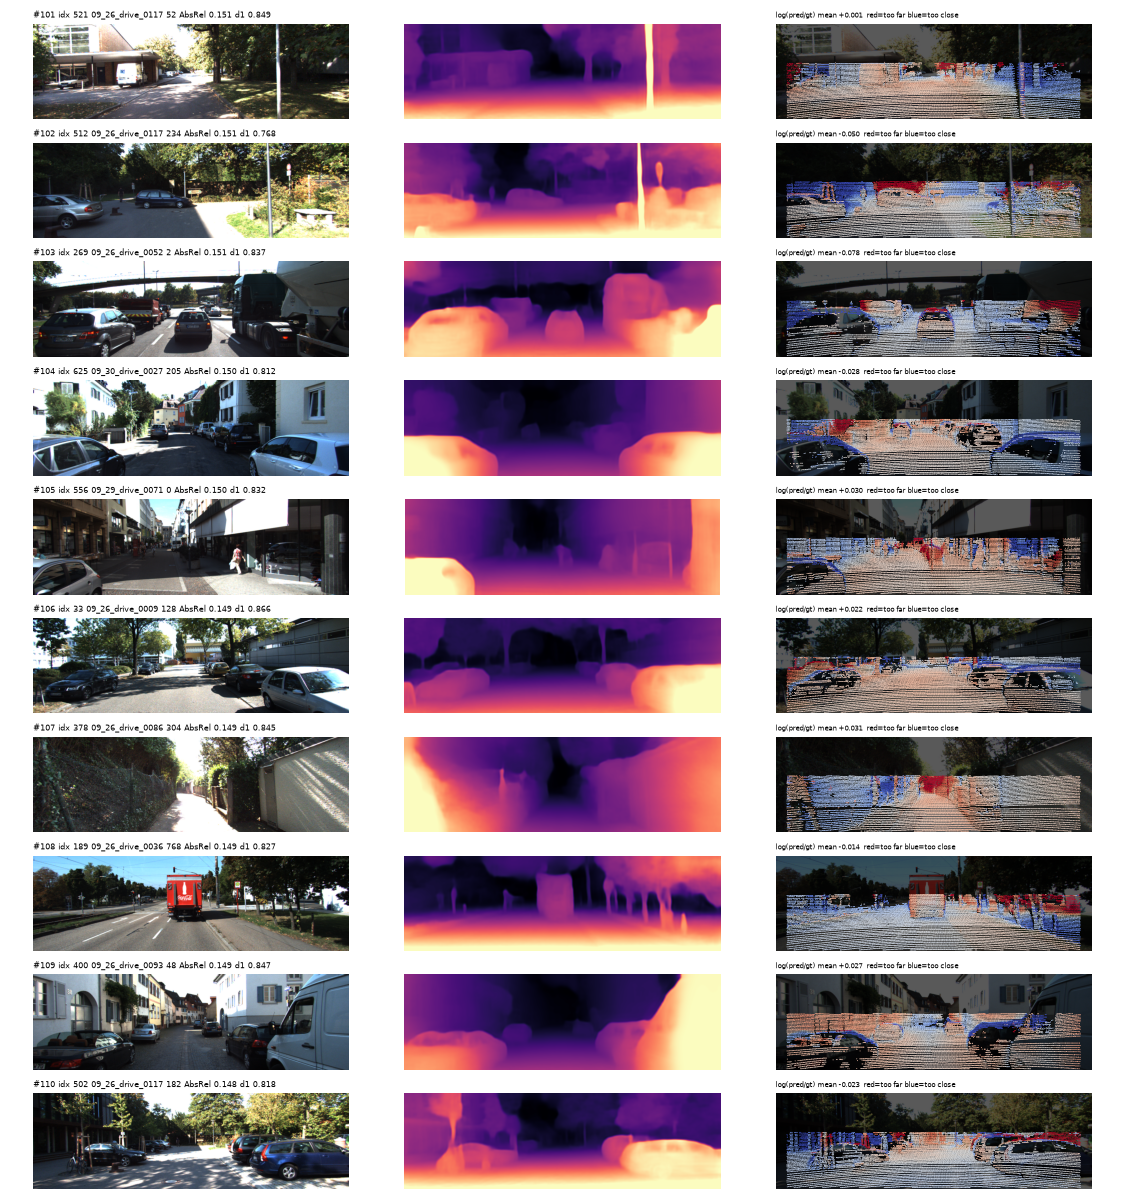 #101 idx 521 09_26_drive_0117 52 AbsRel 0.151 d1 0.849
log(pred/gt) mean +0.001 red=too far blue=too close
#102 idx 512 09_26_drive_0117 234 AbsRel 0.151 d1 0.768
log(pred/gt) mean -0.050 red=too far blue=too close
#103 idx 269 09_26_drive_0052 2 AbsRel 0.151 d1 0.837
log(pred/gt) mean -0.078 red=too far blue=too close
#104 idx 625 09_30_drive_0027 205 AbsRel 0.150 d1 0.812
log(pred/gt) mean -0.028 red=too far blue=too close
#105 idx 556 09_29_drive_0071 0 AbsRel 0.150 d1 0.832
log(pred/gt) mean +0.030 red=too far blue=too close
#106 idx 33 09_26_drive_0009 128 AbsRel 0.149 d1 0.866
log(pred/gt) mean +0.022 red=too far blue=too close
#107 idx 378 09_26_drive_0086 304 AbsRel 0.149 d1 0.845
log(pred/gt) mean +0.031 red=too far blue=too close
#108 idx 189 09_26_drive_0036 768 AbsRel 0.149 d1 0.827
log(pred/gt) mean -0.014 red=too far blue=too close
#109 idx 400 09_26_drive_0093 48 AbsRel 0.149 d1 0.847
log(pred/gt) mean +0.027 red=too far blue=too close
#110 idx 502 09_26_drive_0117 182 AbsRel 0.148 d1 0.818
log(pred/gt) mean -0.023 red=too far blue=too close